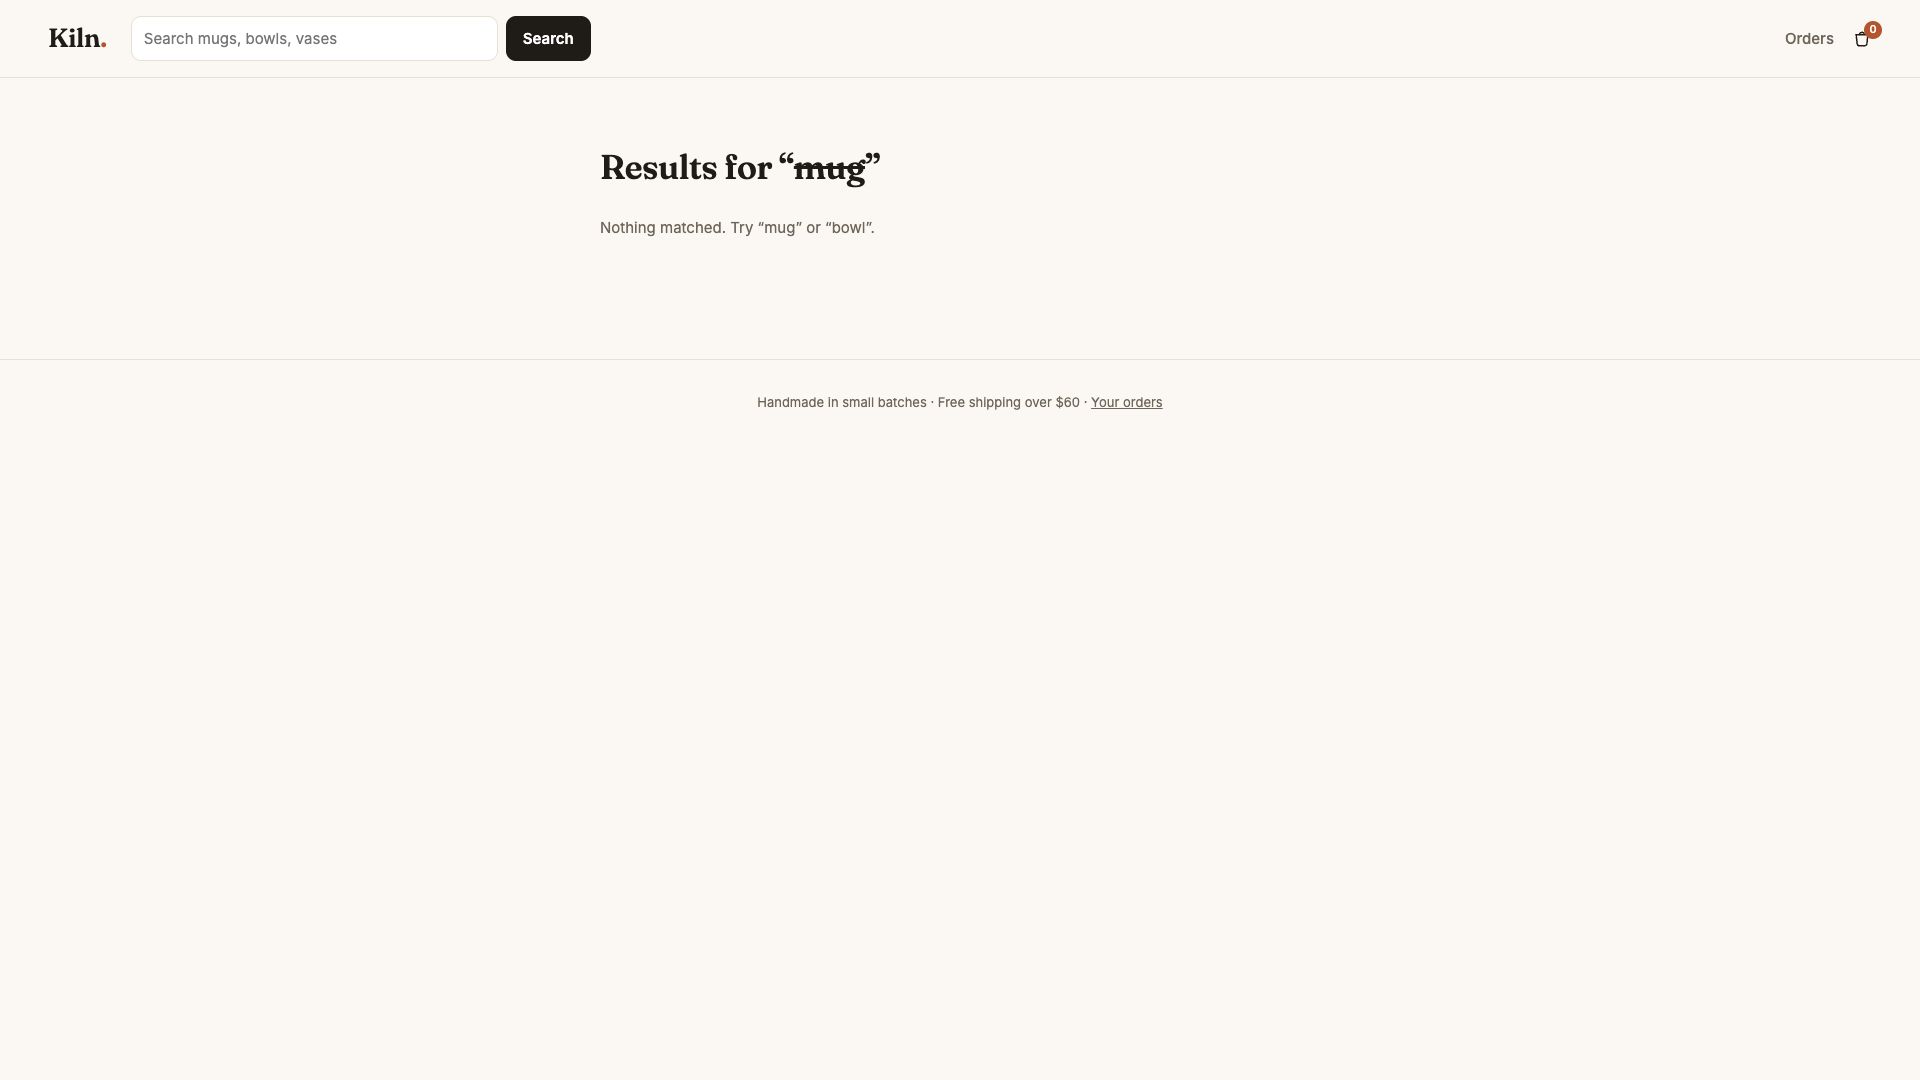 Kiln.
Search mugs, bowls, vases
Search
Orders
0
Results for “mug”
Nothing matched. Try “mug” or “bowl”.
Handmade in small batches · Free shipping over $60 · Your orders